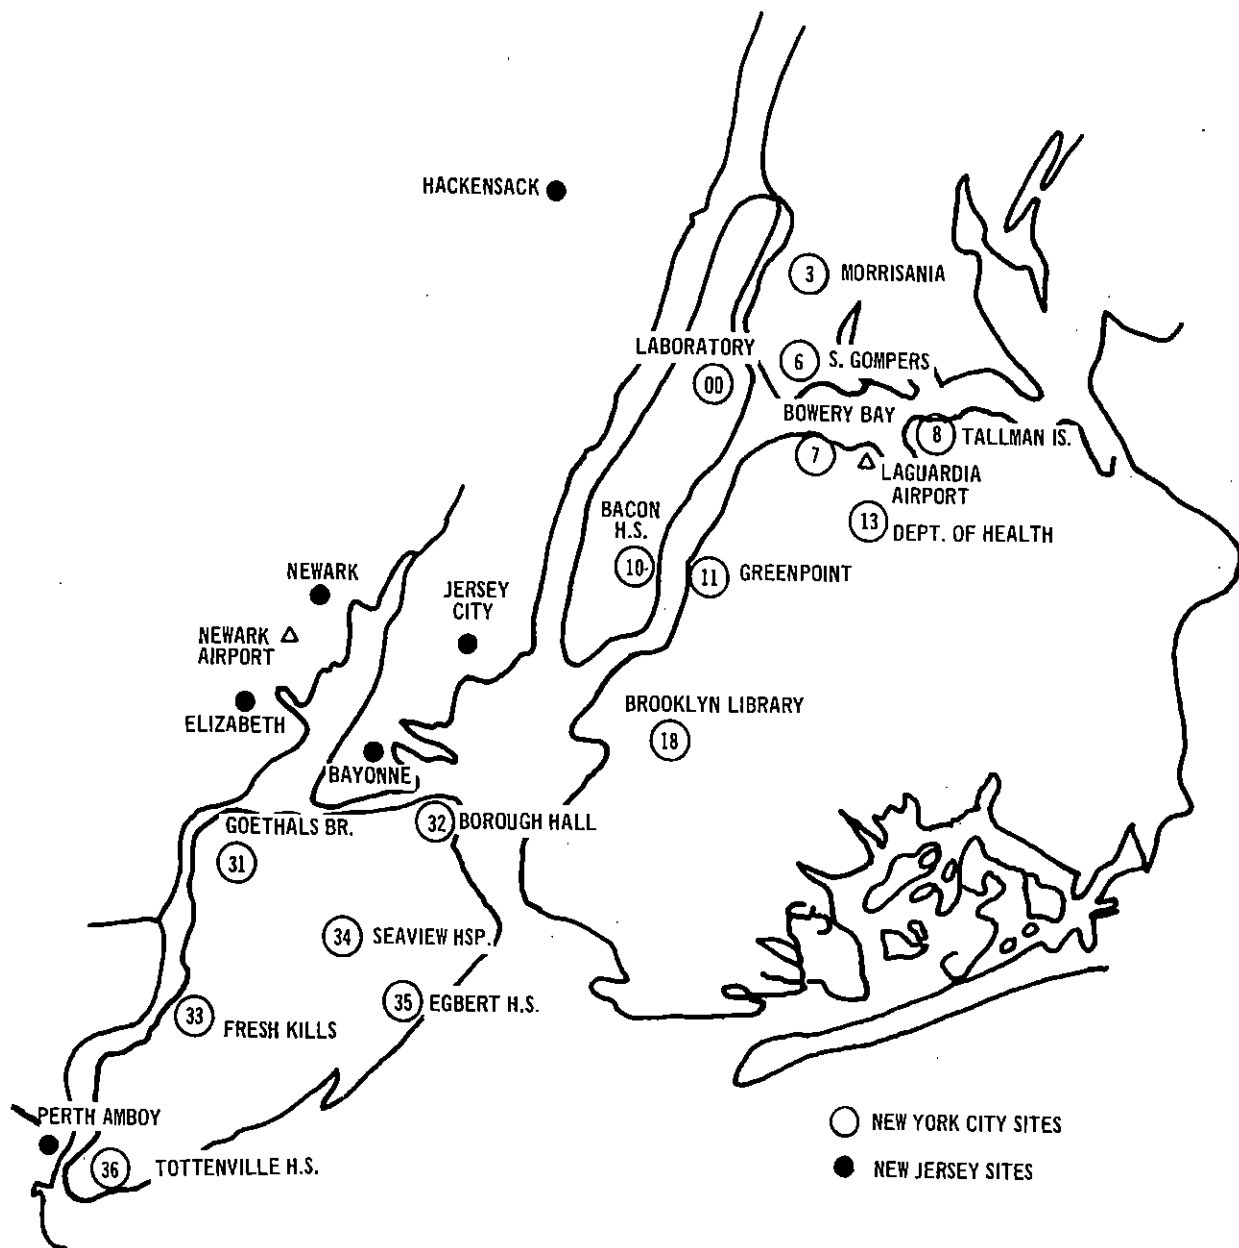 HACKENSACK
3 MORRISANIA
LABORATORY
00
6 S. GOMPERS
BOWERY BAY
7
8 TALLMAN IS.
LAGUARDIA
AIRPORT
13 DEPT. OF HEALTH
BACON
H.S.
10
11 GREENPOINT
NEWARK
JERSEY
CITY
NEWARK
AIRPORT
ELIZABETH
BROOKLYN LIBRARY
18
BAYONNE
GOETHALS BR.
31
32 BOROUGH HALL
34 SEAVIEW HSP.
35 EGBERT H.S.
33
FRESH KILLS
PERTH AMBOY
36 TOTTENVILLE H.S.
NEW YORK CITY SITES
NEW JERSEY SITES